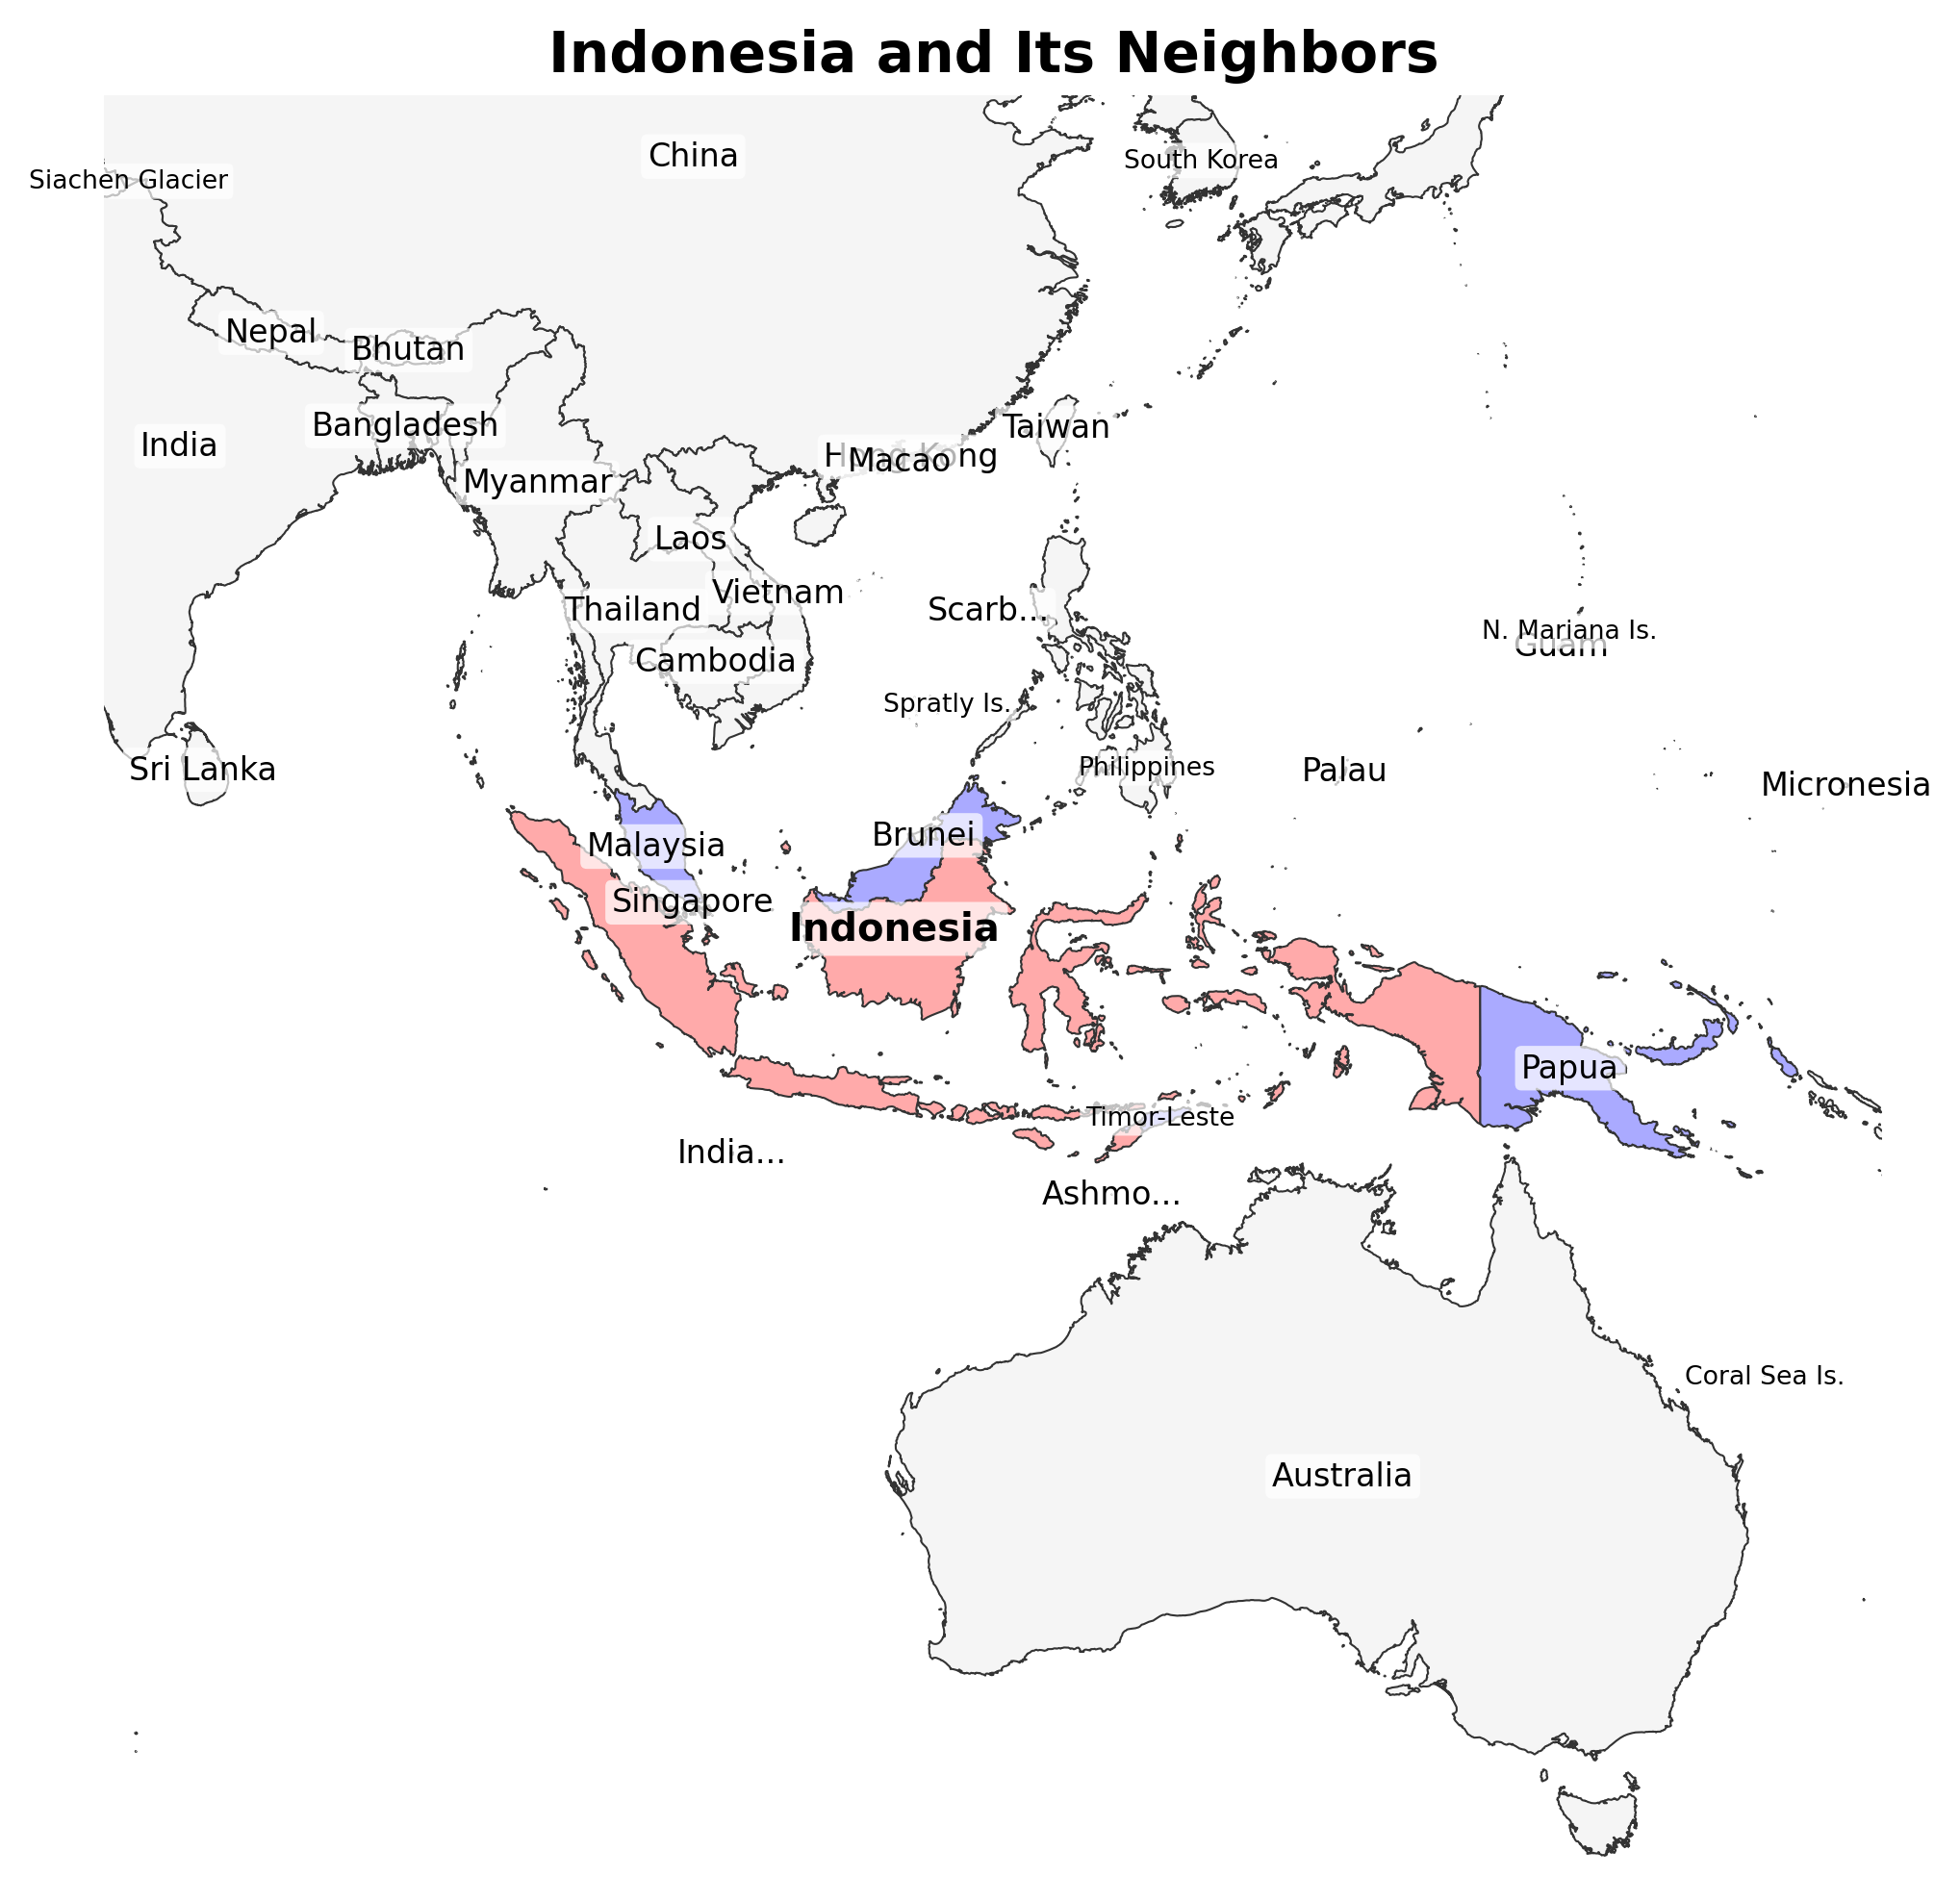 Indonesia and Its Neighbors
China
South Korea
Siachen Glacier
Nepal
Bhutan
Bangladesh
Taiwan
India
Hong Kong
Macao
Myanmar
Laos
Vietnam
Thailand
Scarb...
N. Mariana Is.
Guam
Cambodia
Spratly Is.
Sri Lanka
Philippines
Palau
Micronesia
Brunei
Malaysia
Singapore
Indonesia
Papua
Timor-Leste
India...
Ashmo...
Coral Sea Is.
Australia